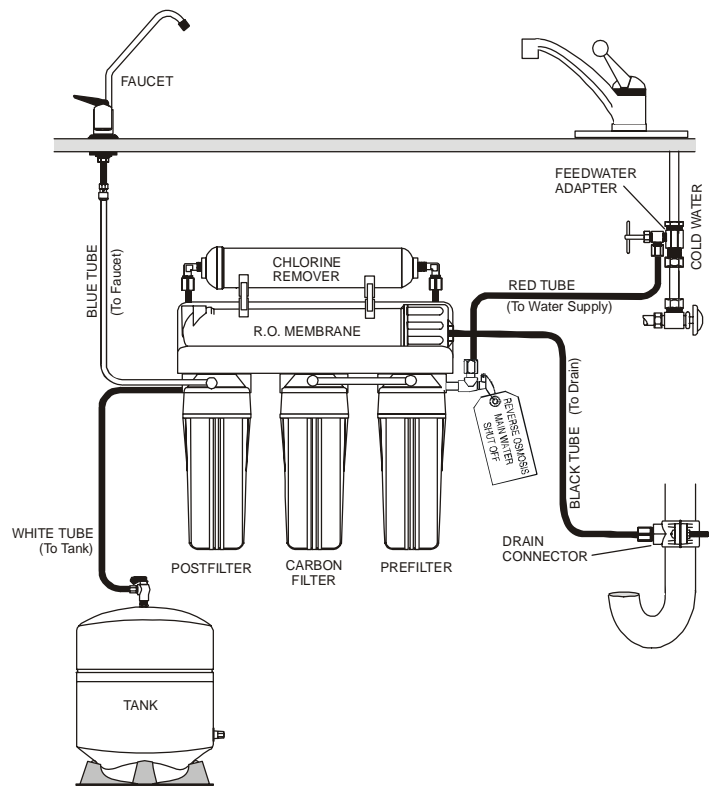 FAUCET
FEEDWATER
ADAPTER
COLD WATER
BLUE TUBE
(To Faucet)
CHLORINE
REMOVER
RED TUBE
(To Water Supply)
R.O. MEMBRANE
REVERSE OSMOSIS
MAIN WATER
SHUT OFF
BLACK TUBE (To Drain)
WHITE TUBE
(To Tank)
DRAIN
CONNECTOR
POSTFILTER
CARBON
FILTER
PREFILTER
TANK